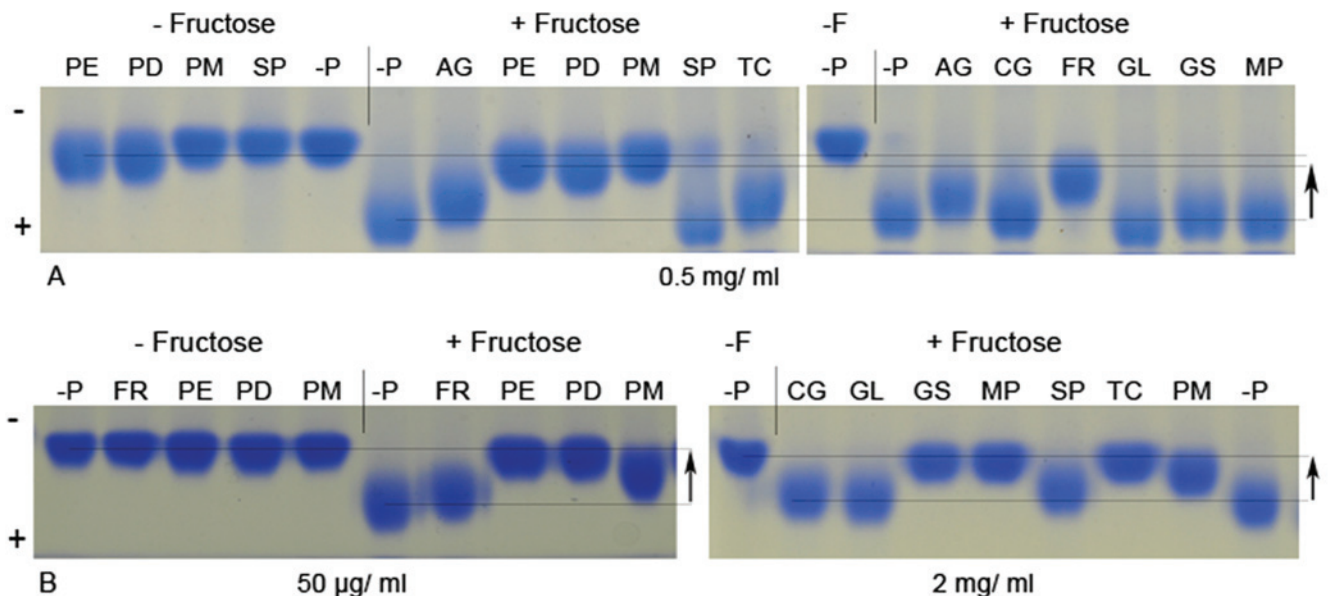 - Fructose + Fructose -F + Fructose
PE PD PM SP -P -P AG PE PD PM SP TC -P -P AG CG FR GL GS MP
-
+
A 0.5 mg/ ml
- Fructose + Fructose -F + Fructose
-P FR PE PD PM -P FR PE PD PM -P CG GL GS MP SP TC PM -P
-
+
B 50 µg/ ml 2 mg/ ml